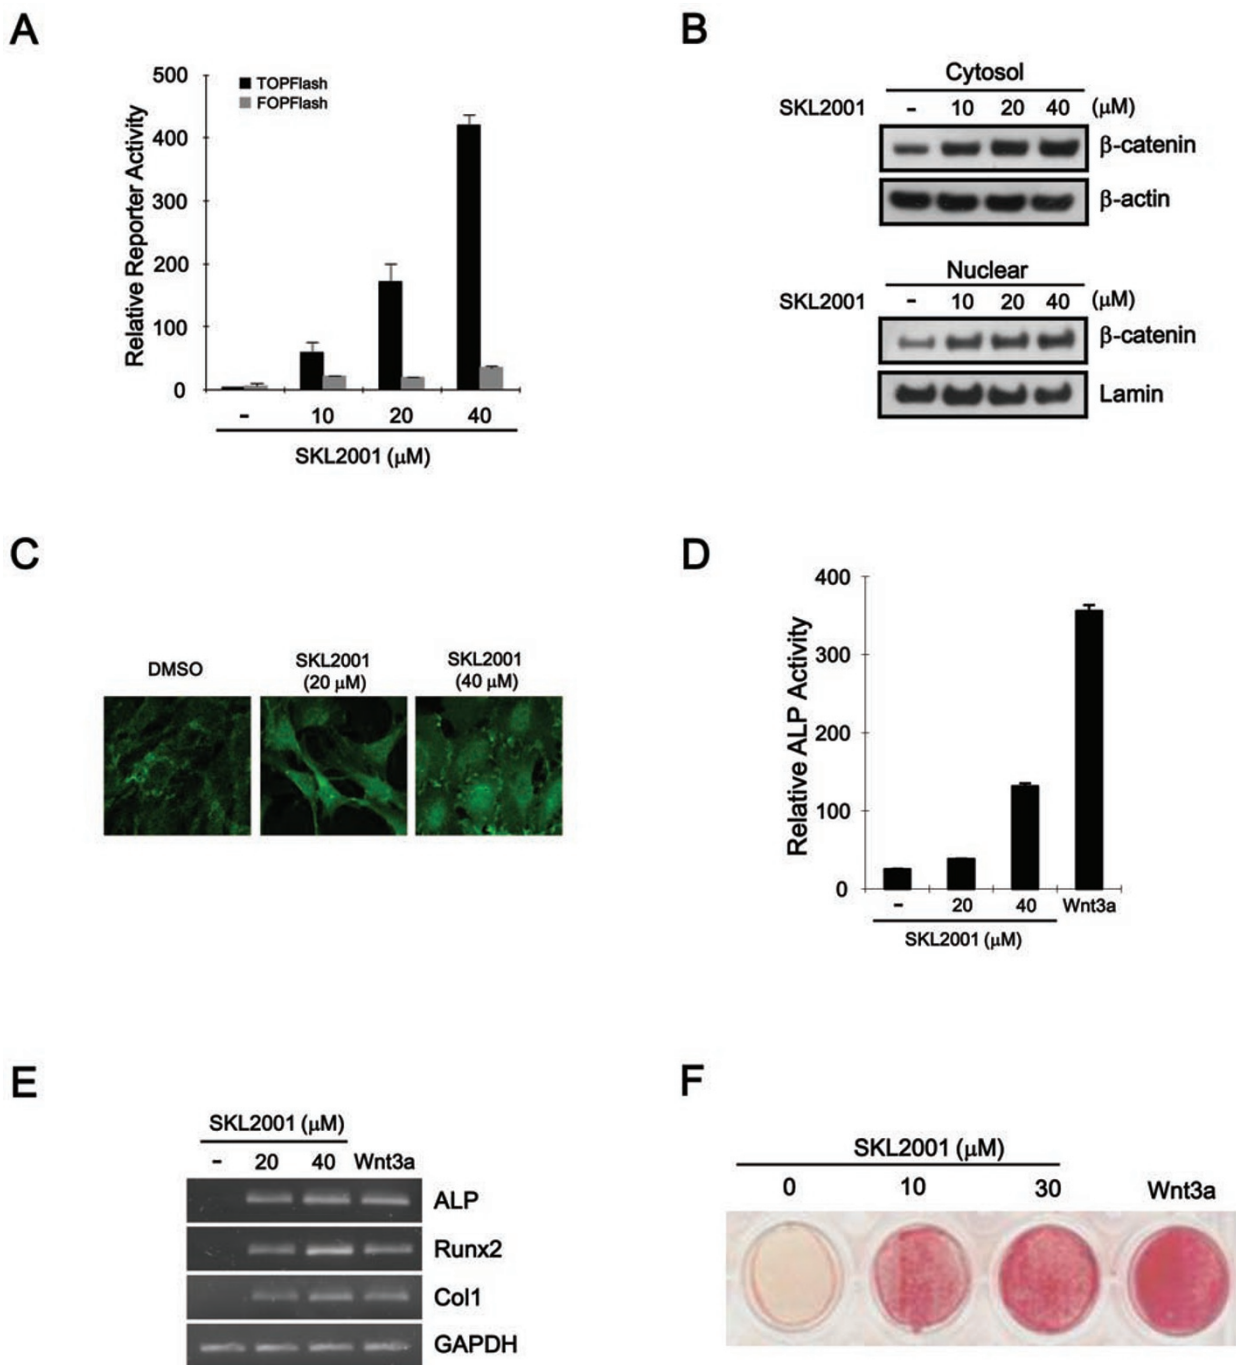 A
500
400
300
200
100
0
Relative Reporter Activity
TOPFlash
FOPFlash
- 10 20 40
SKL2001 (μM)
B
Cytosol
SKL2001 - 10 20 40 (μM)
β-catenin
β-actin
Nuclear
SKL2001 - 10 20 40 (μM)
β-catenin
Lamin
C
DMSO
SKL2001
(20 μM)
SKL2001
(40 μM)
D
400
300
200
100
0
Relative ALP Activity
- 20 40 Wnt3a
SKL2001 (μM)
E
SKL2001 (μM)
- 20 40 Wnt3a
ALP
Runx2
Col1
GAPDH
F
SKL2001 (μM)
0 10 30 Wnt3a